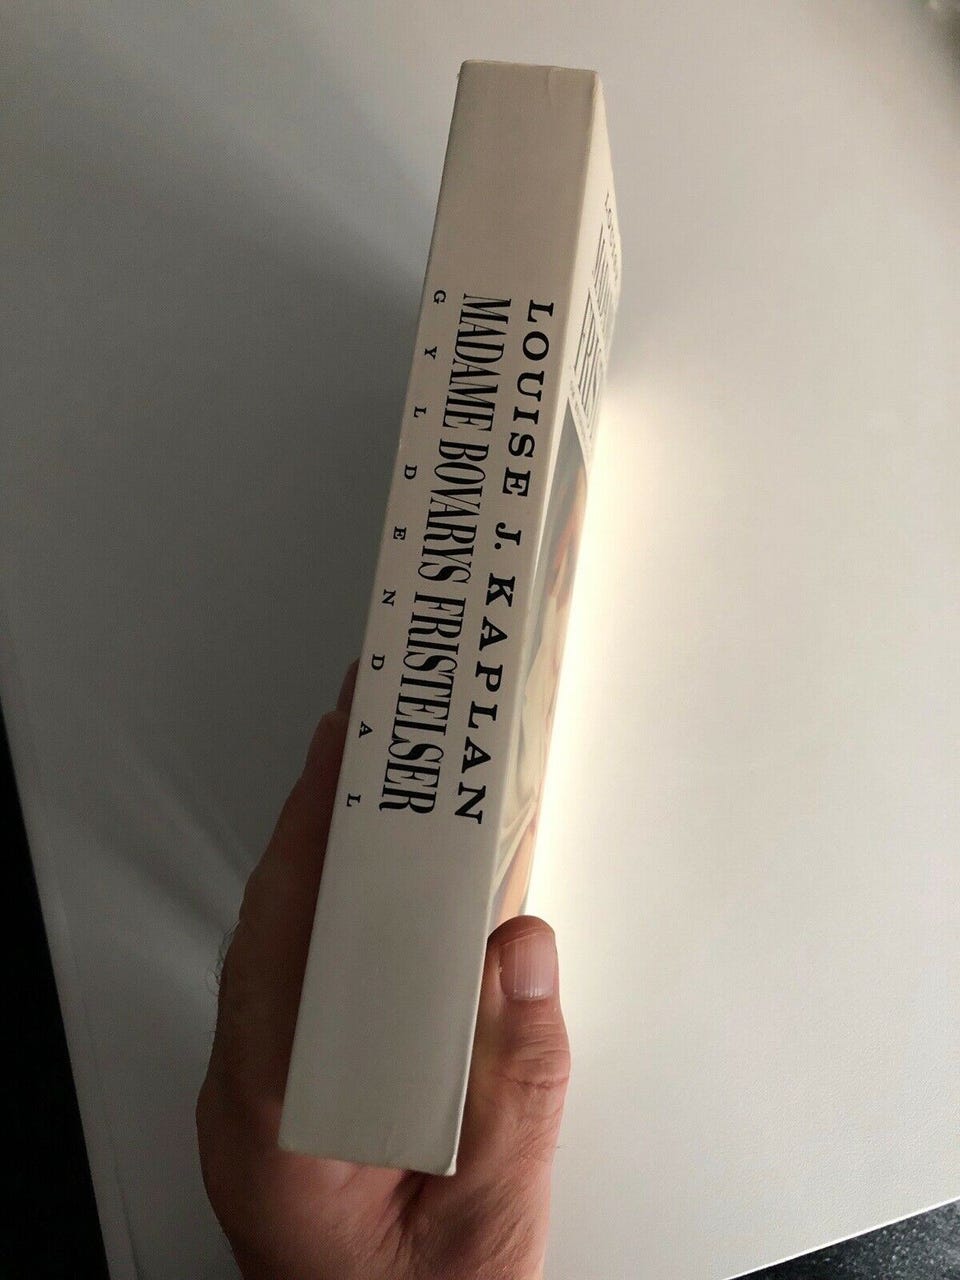 LOUISE J. KAPLAN
MADAME BOVARYS FRISTELSER
GYLDENDAL